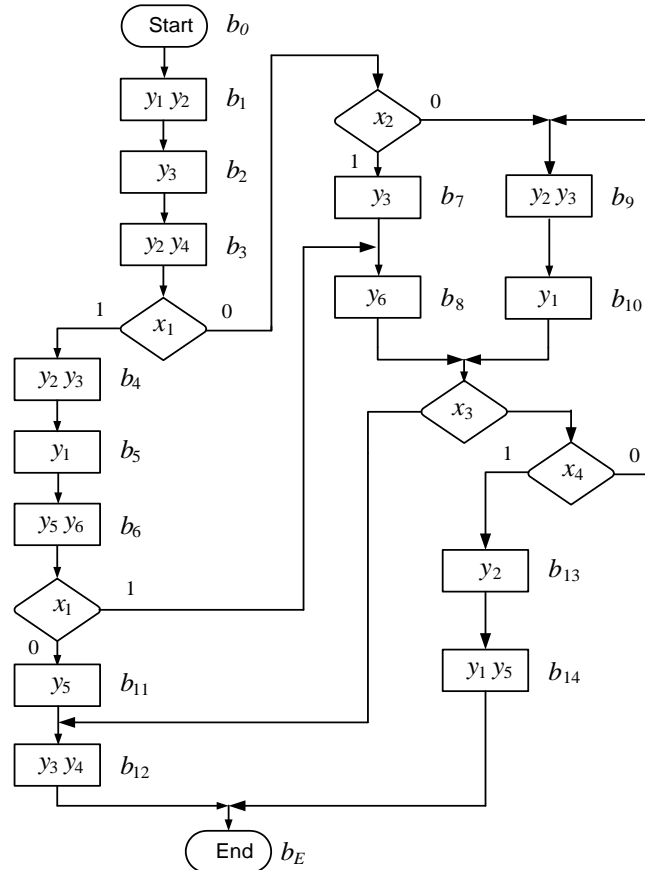 Start b0
y1 y2 b1
y3 b2
y2 y4 b3
x1
1 0
x2
0
1
y3 b7
y2 y3 b9
y6 b8
y1 b10
y2 y3 b4
y1 b5
y5 y6 b6
x3
x4
1 0
x1
1
0
y2 b13
y5 b11
y1 y5 b14
y3 y4 b12
End bE